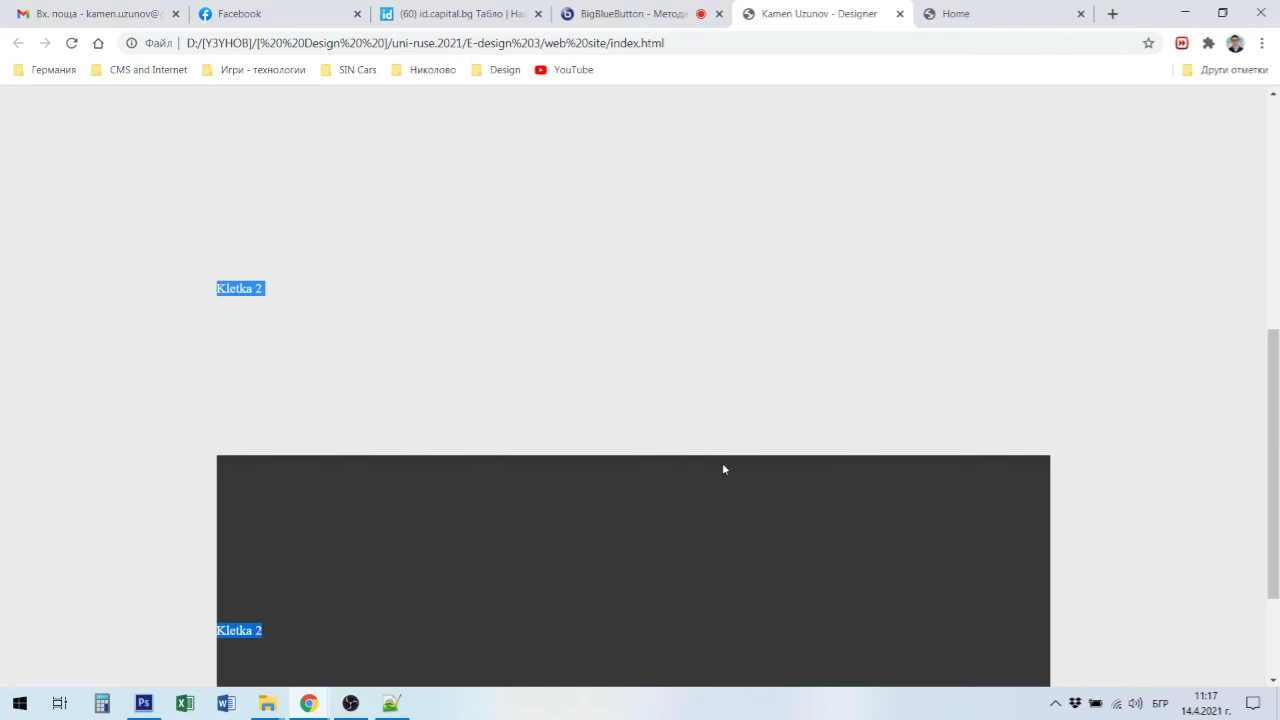 Вх. поща - kamen.uzunov@g
Facebook
(60) id.capital.bg Табло | На
BigBlueButton - Методи
Kamen Uzunov - Designer
Home
Файл
D:/[УЗУНОВ]/[%20%20Design%20%20]/uni-ruse.2021/E-design%203/web%20site/index.html
Германия
CMS and Internet
Игри - технологии
SIN Cars
Николово
Design
YouTube
Други отметки
Kletka 2
Kletka 2
Ps
БГР
11:17
14.4.2021 г.